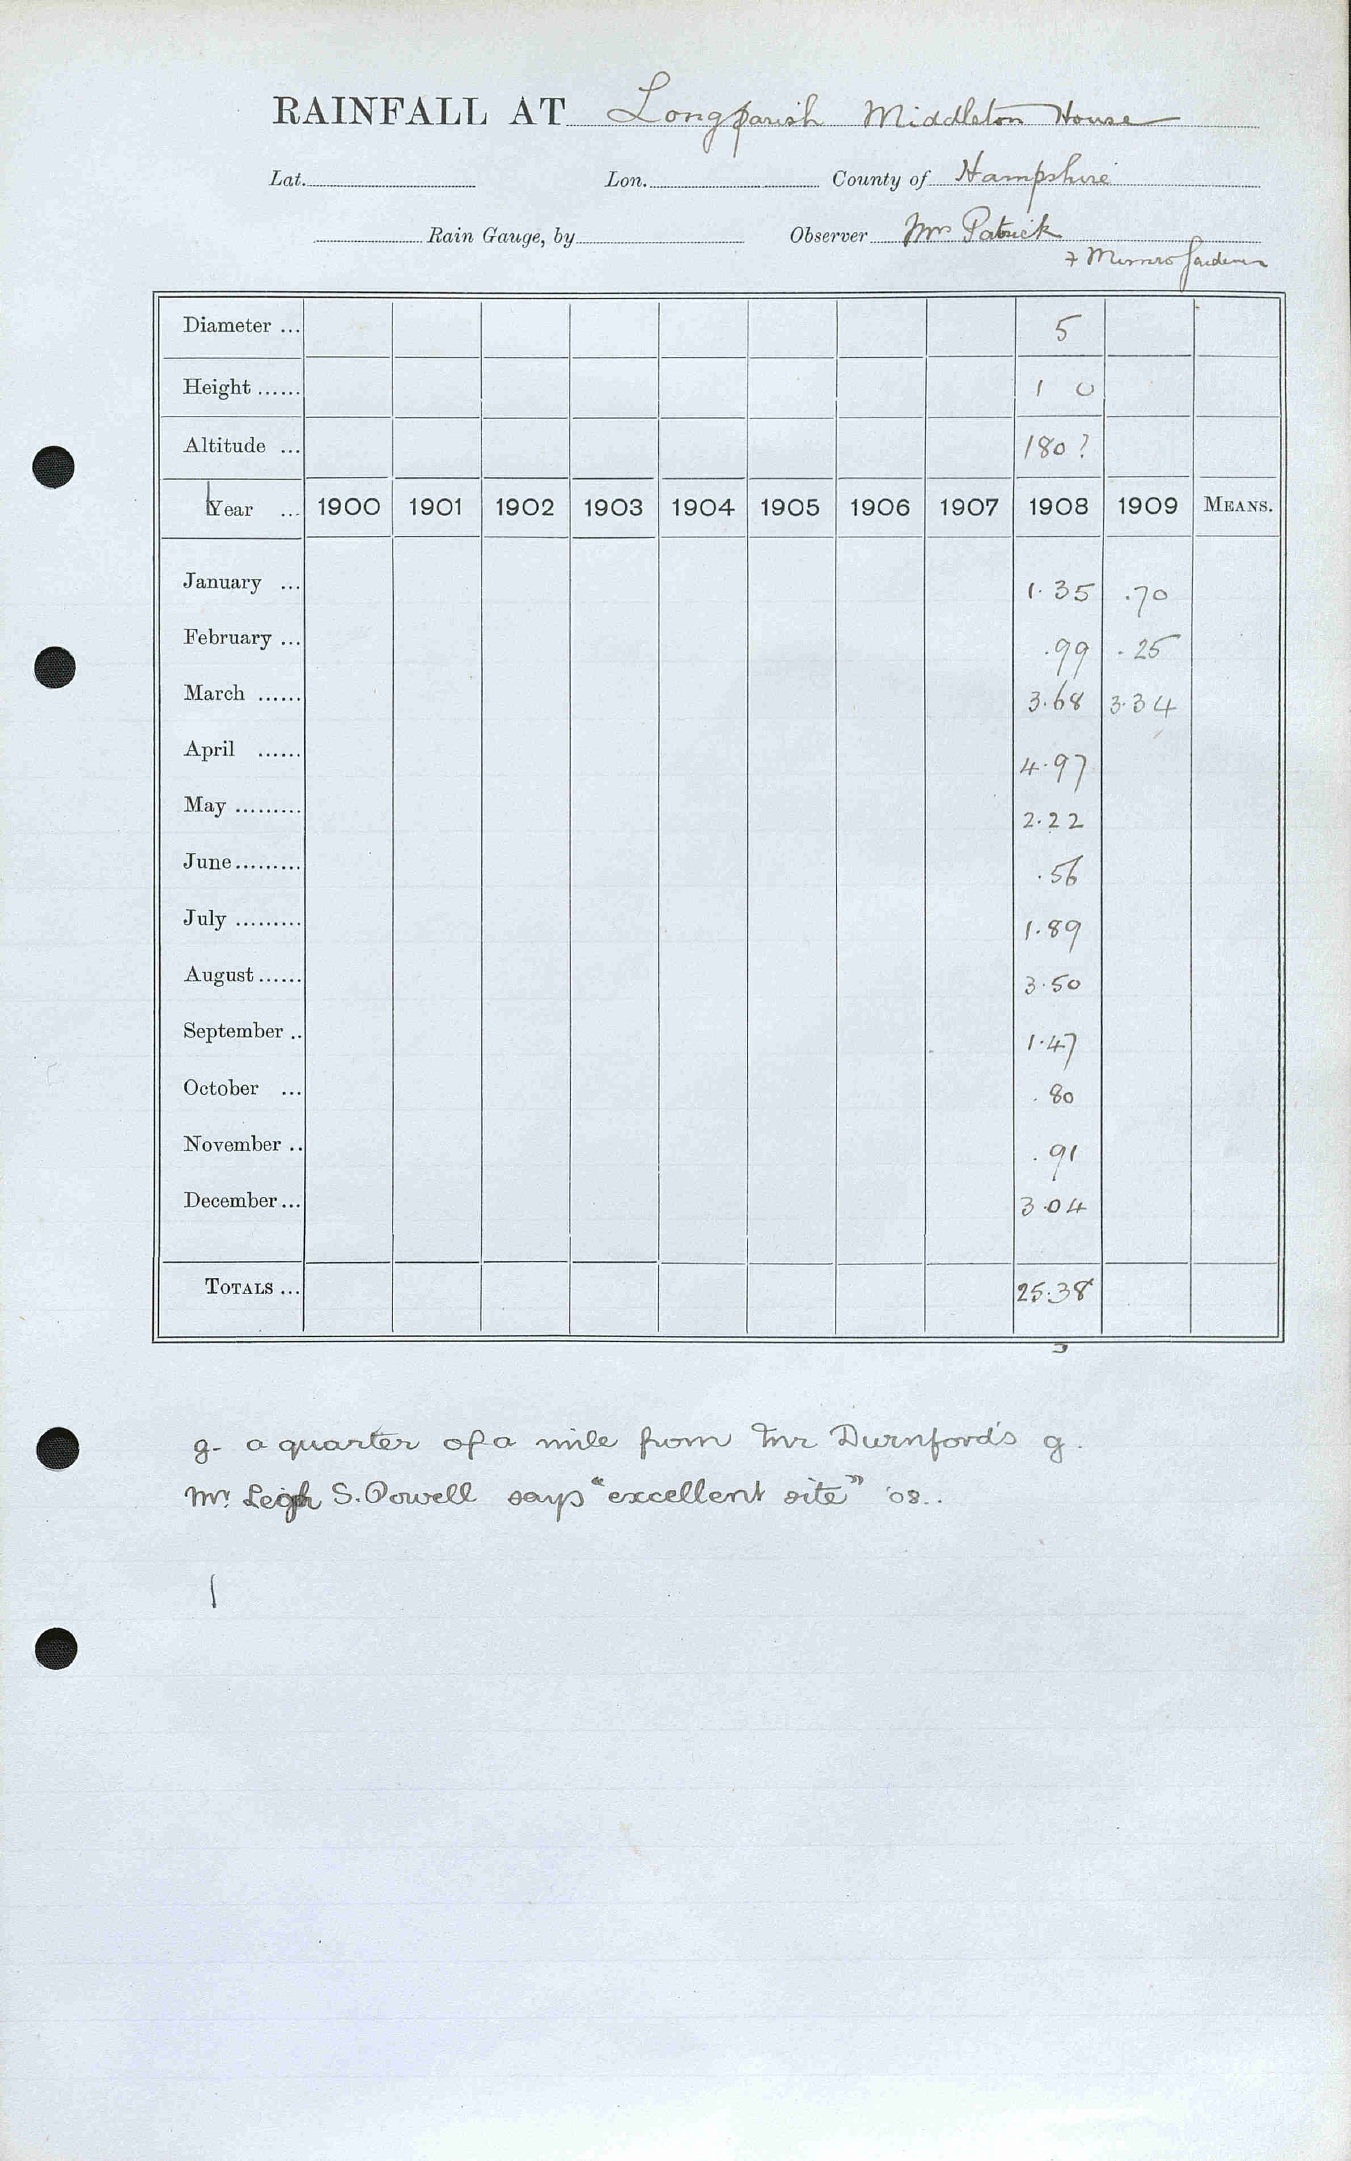 RAINFALL AT Longparish Middleton House
Lat. Lon. County of Hampshire
Rain Gauge, by Observer Mrs Patrick
& Munro gardener
Diameter ... 5
Height ...... 1 0
Altitude ... 180 ?
Year ... 1900 1901 1902 1903 1904 1905 1906 1907 1908 1909 MEANS.
January ... 1.35 .70
February ... .99 .25
March ...... 3.68 3.34
April ...... 4.97
May ......... 2.22
June......... .56
July ......... 1.89
August...... 3.50
September .. 1.47
October ... .80
November .. .91
December... 3.04
TOTALS ... 25.38
g- a quarter of a mile from Mr Durnford's g.
Mr. Leigh S. Powell says "excellent site" '08..